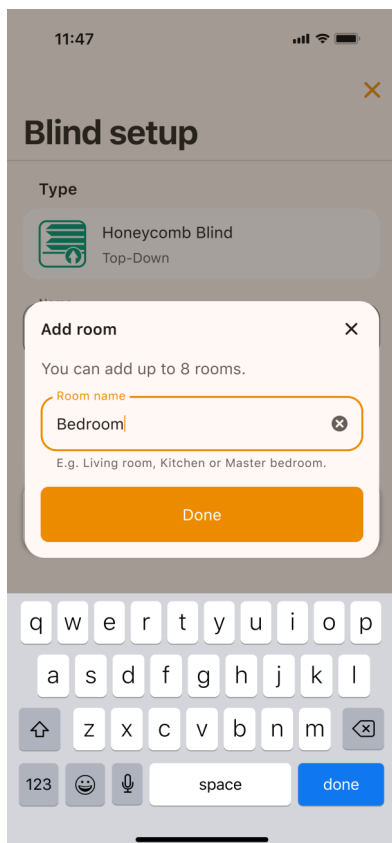 11:47
Blind setup
Type
Honeycomb Blind
Top-Down
Add room
You can add up to 8 rooms.
Room name
Bedroom
E.g. Living room, Kitchen or Master bedroom.
Done
q w e r t y u i o p
a s d f g h j k l
z x c v b n m
123 space done